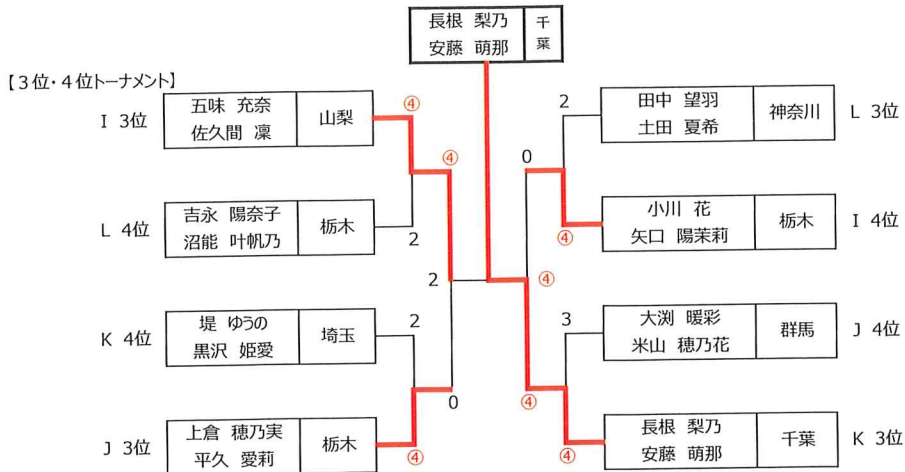 長根 梨乃
安藤 萌那
千葉
【3位・4位トーナメント】
I 3位
五味 充奈
佐久間 凜
山梨
④
L 4位
吉永 陽奈子
沼能 叶帆乃
栃木
2
④
K 4位
堤 ゆうの
黒沢 姫愛
埼玉
2
J 3位
上倉 穂乃実
平久 愛莉
栃木
④
0
2
④
2
田中 望羽
土田 夏希
神奈川
L 3位
0
④
小川 花
矢口 陽茉莉
栃木
I 4位
3
大渕 暖彩
米山 穂乃花
群馬
J 4位
④
④
長根 梨乃
安藤 萌那
千葉
K 3位